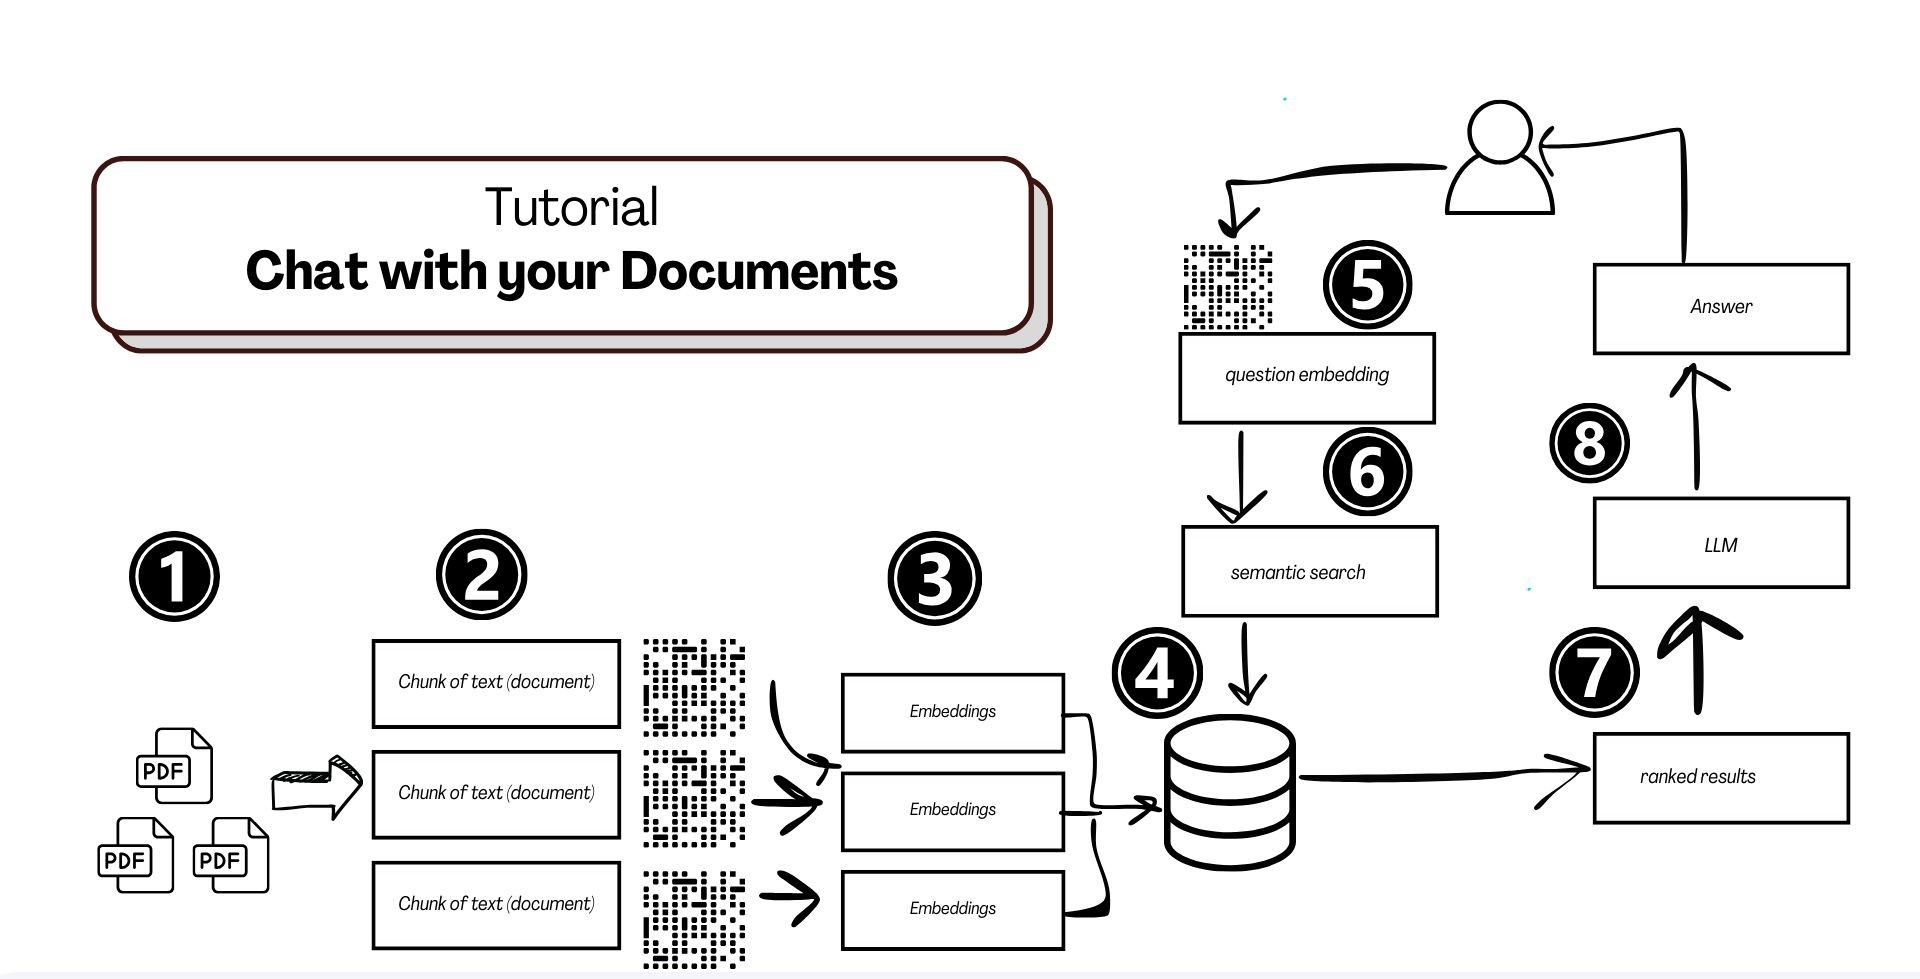 Tutorial
Chat with your Documents
1
2
3
4
5
6
7
8
PDF
PDF
PDF
Chunk of text (document)
Chunk of text (document)
Chunk of text (document)
Embeddings
Embeddings
Embeddings
question embedding
semantic search
ranked results
LLM
Answer